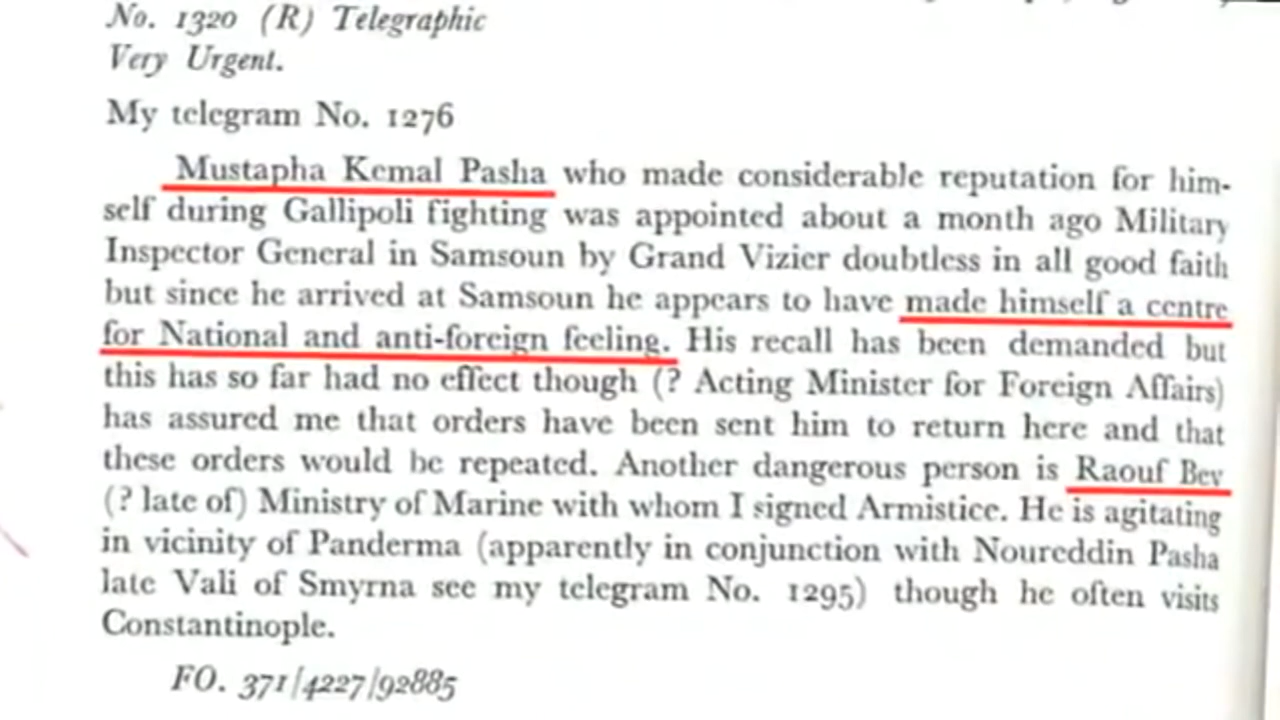 No. 1320 (R) Telegraphic
Very Urgent.
My telegram No. 1276
Mustapha Kemal Pasha who made considerable reputation for him-
self during Gallipoli fighting was appointed about a month ago Military
Inspector General in Samsoun by Grand Vizier doubtless in all good faith
but since he arrived at Samsoun he appears to have made himself a centre
for National and anti-foreign feeling. His recall has been demanded but
this has so far had no effect though (? Acting Minister for Foreign Affairs)
has assured me that orders have been sent him to return here and that
these orders would be repeated. Another dangerous person is Raouf Bey
(? late of) Ministry of Marine with whom I signed Armistice. He is agitating
in vicinity of Panderma (apparently in conjunction with Noureddin Pasha
late Vali of Smyrna see my telegram No. 1295) though he often visits
Constantinople.
FO. 371/4227/92885